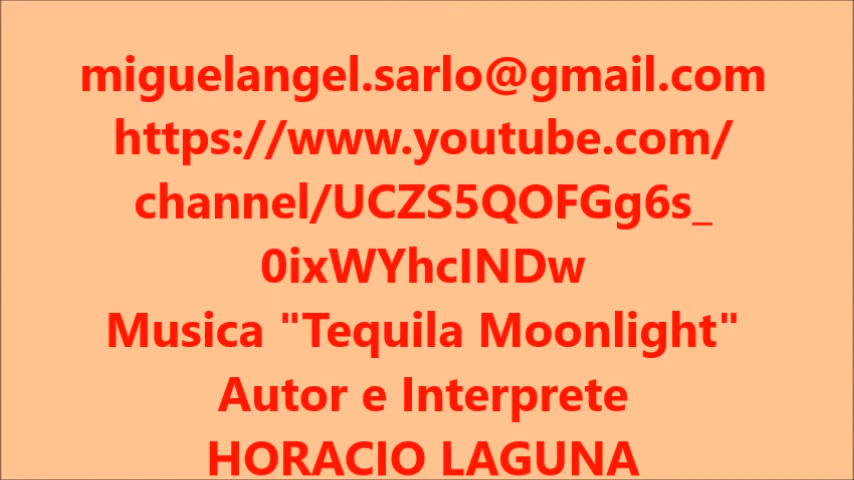 miguelangel.sarlo@gmail.com
https://www.youtube.com/
channel/UCZS5QOFGg6s_
0ixWYhcINDw
Musica "Tequila Moonlight"
Autor e Interprete
HORACIO LAGUNA